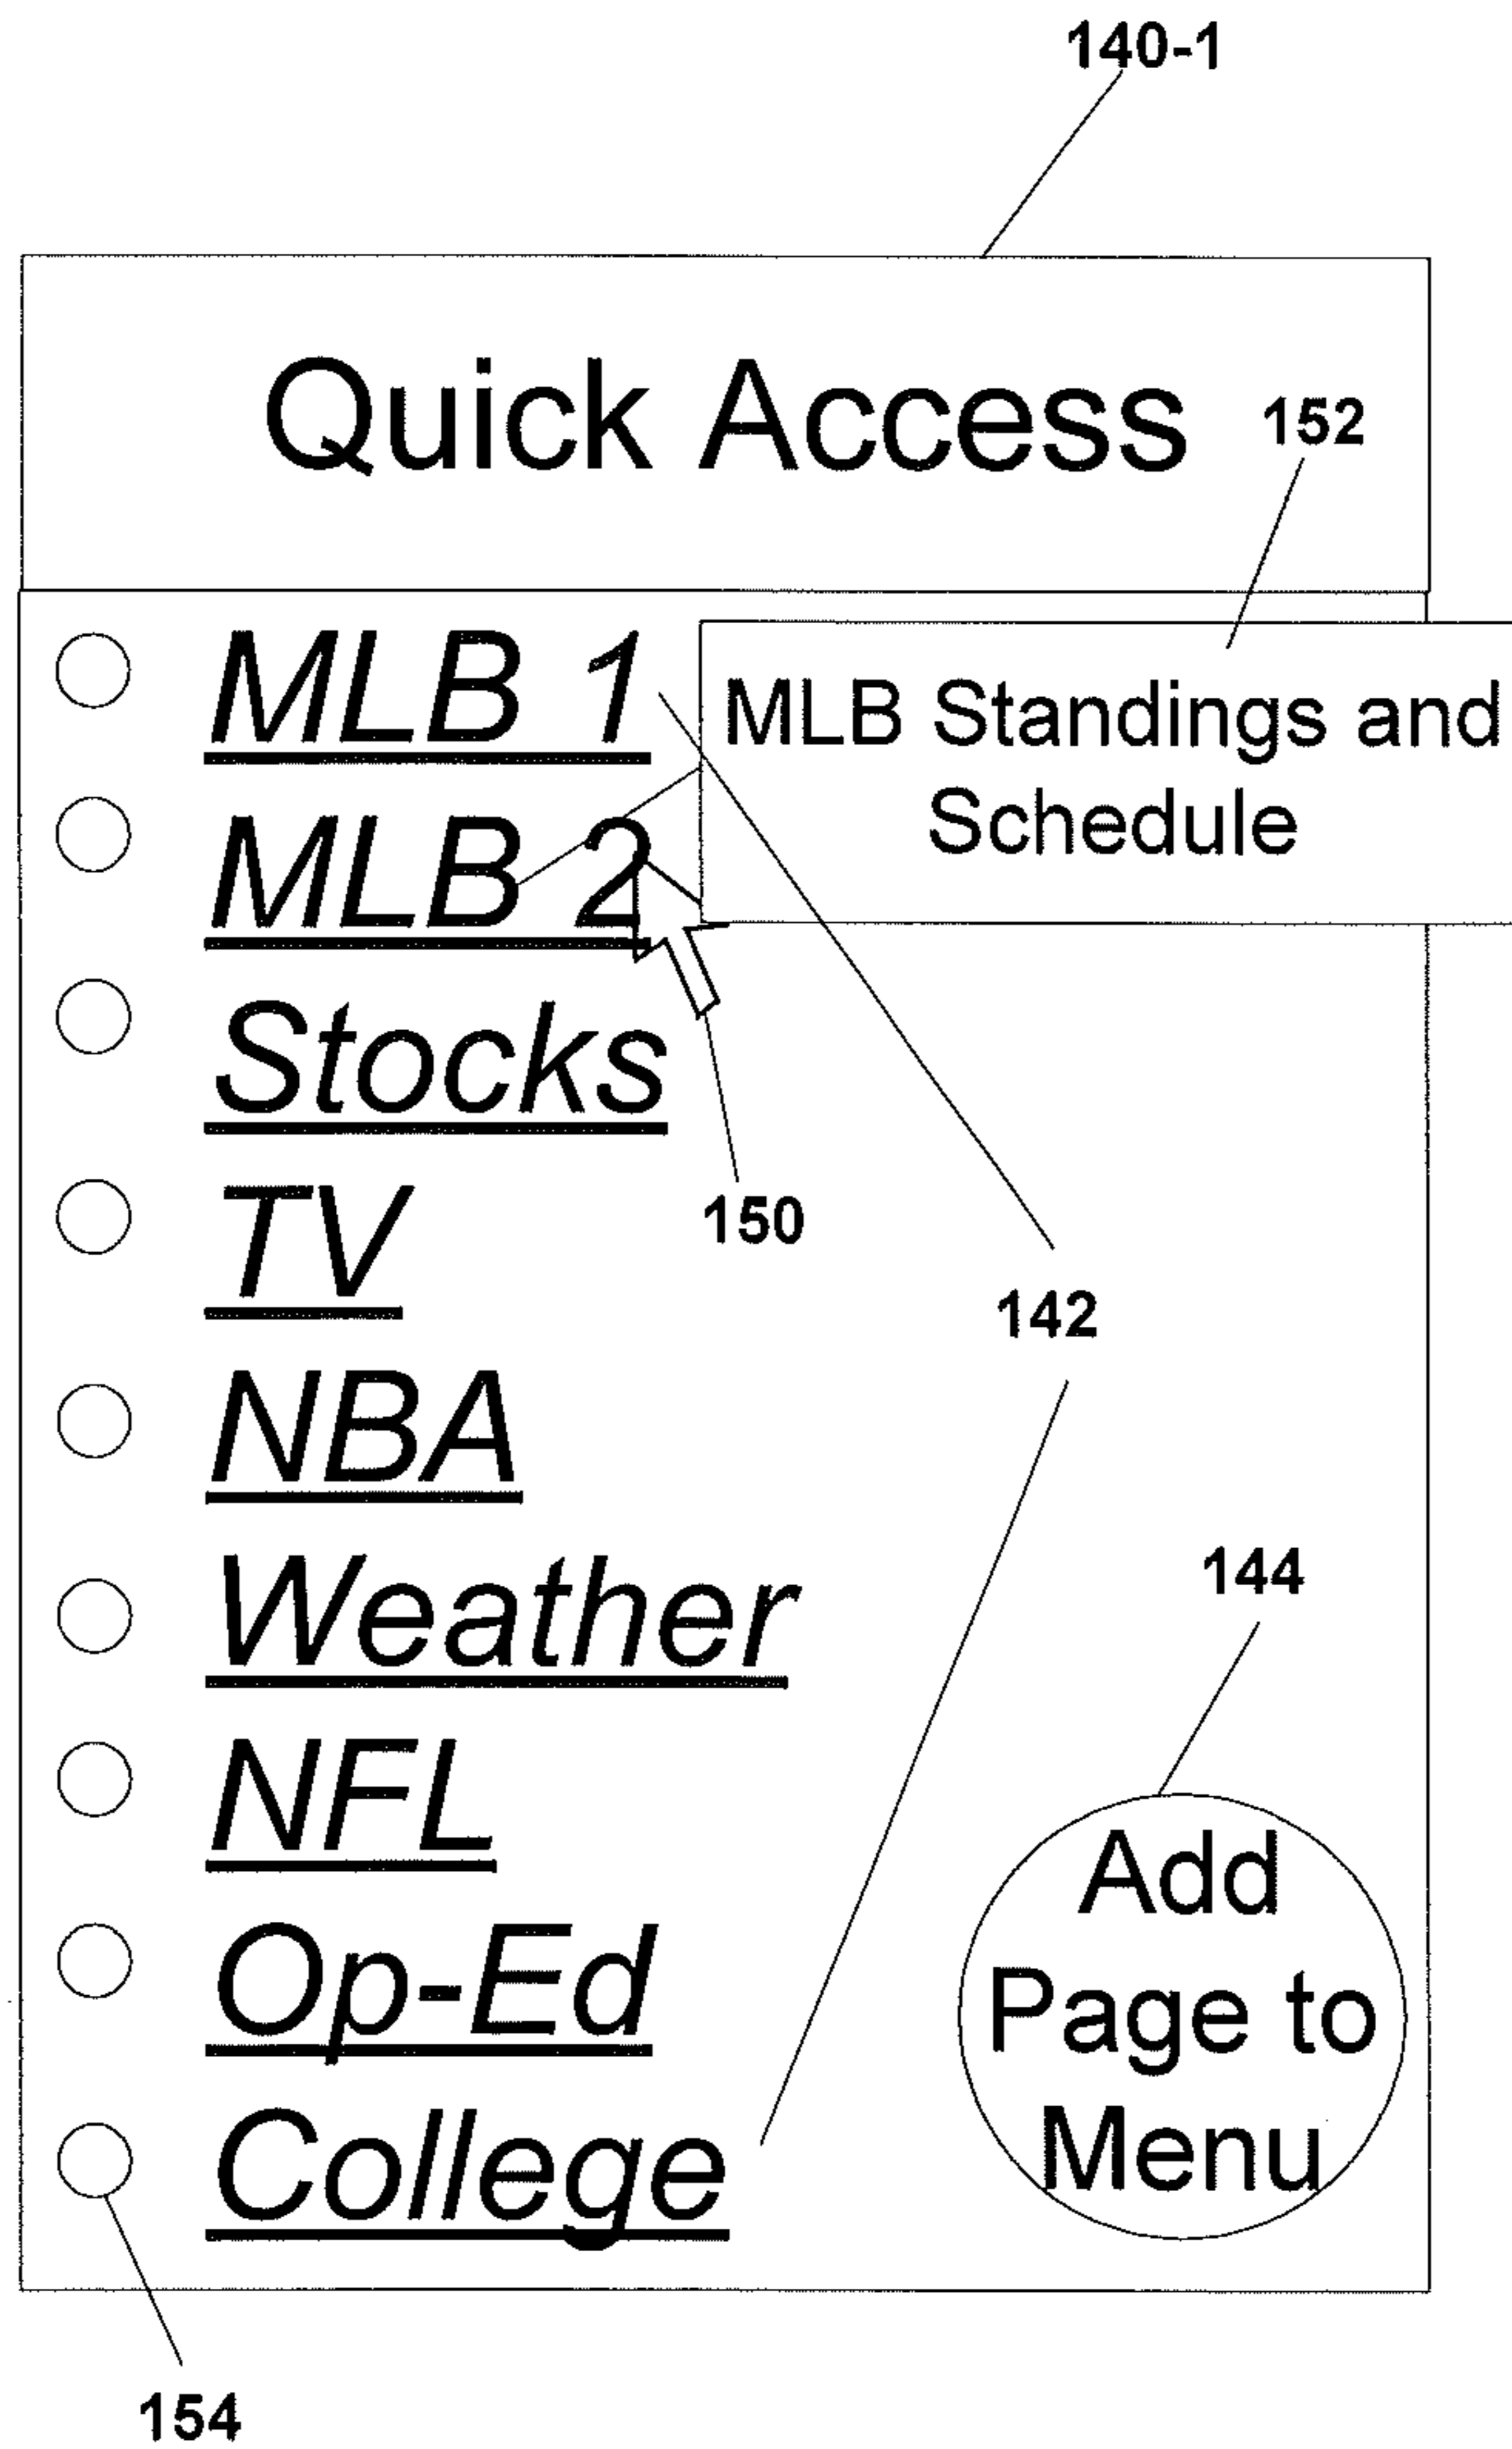 140-1
Quick Access
152
MLB 1
MLB Standings and
Schedule
MLB 2
Stocks
150
TV
142
NBA
Weather
144
NFL
Add
Page to
Menu
Op-Ed
College
154